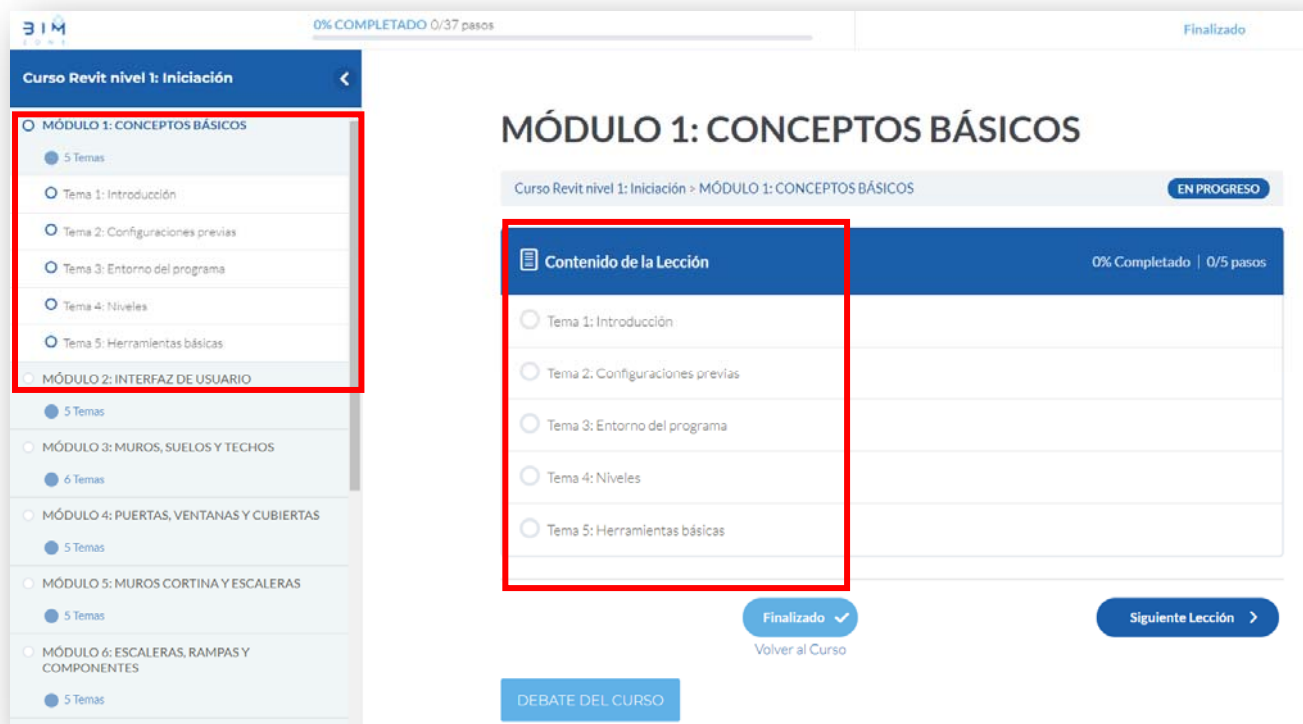 BIM
ZONE
0% COMPLETADO 0/37 pasos
Finalizado
Curso Revit nivel 1: Iniciación
MÓDULO 1: CONCEPTOS BÁSICOS
5 Temas
Tema 1: Introducción
Tema 2: Configuraciones previas
Tema 3: Entorno del programa
Tema 4: Niveles
Tema 5: Herramientas básicas
MÓDULO 2: INTERFAZ DE USUARIO
5 Temas
MÓDULO 3: MUROS, SUELOS Y TECHOS
6 Temas
MÓDULO 4: PUERTAS, VENTANAS Y CUBIERTAS
5 Temas
MÓDULO 5: MUROS CORTINA Y ESCALERAS
5 Temas
MÓDULO 6: ESCALERAS, RAMPAS Y
COMPONENTES
5 Temas
MÓDULO 1: CONCEPTOS BÁSICOS
Curso Revit nivel 1: Iniciación > MÓDULO 1: CONCEPTOS BÁSICOS
EN PROGRESO
Contenido de la Lección
0% Completado | 0/5 pasos
Tema 1: Introducción
Tema 2: Configuraciones previas
Tema 3: Entorno del programa
Tema 4: Niveles
Tema 5: Herramientas básicas
Finalizado
Siguiente Lección
Volver al Curso
DEBATE DEL CURSO